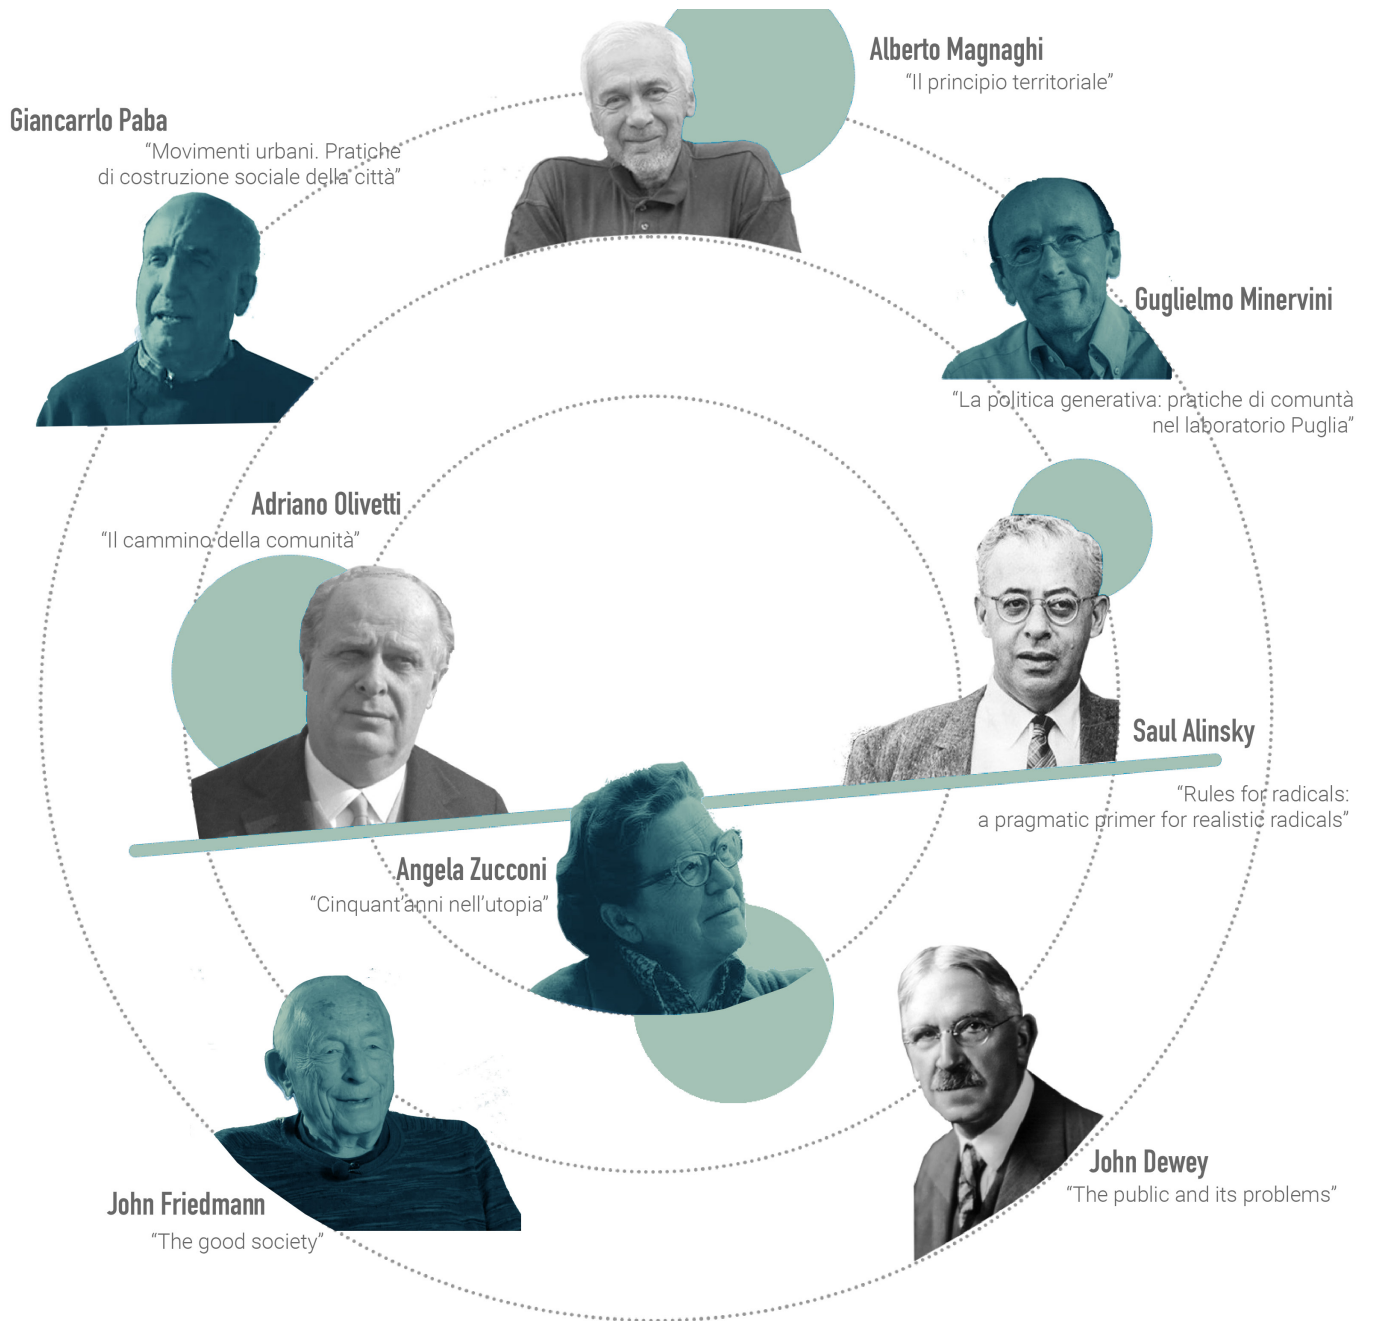 Alberto Magnaghi
“Il principio territoriale”
Giancarrlo Paba
“Movimenti urbani. Pratiche
di costruzione sociale della città”
Guglielmo Minervini
“La politica generativa: pratiche di comuntà
nel laboratorio Puglia”
Adriano Olivetti
“Il cammino della comunità”
Saul Alinsky
“Rules for radicals:
a pragmatic primer for realistic radicals”
Angela Zucconi
“Cinquant’anni nell’utopia”
John Dewey
“The public and its problems”
John Friedmann
“The good society”